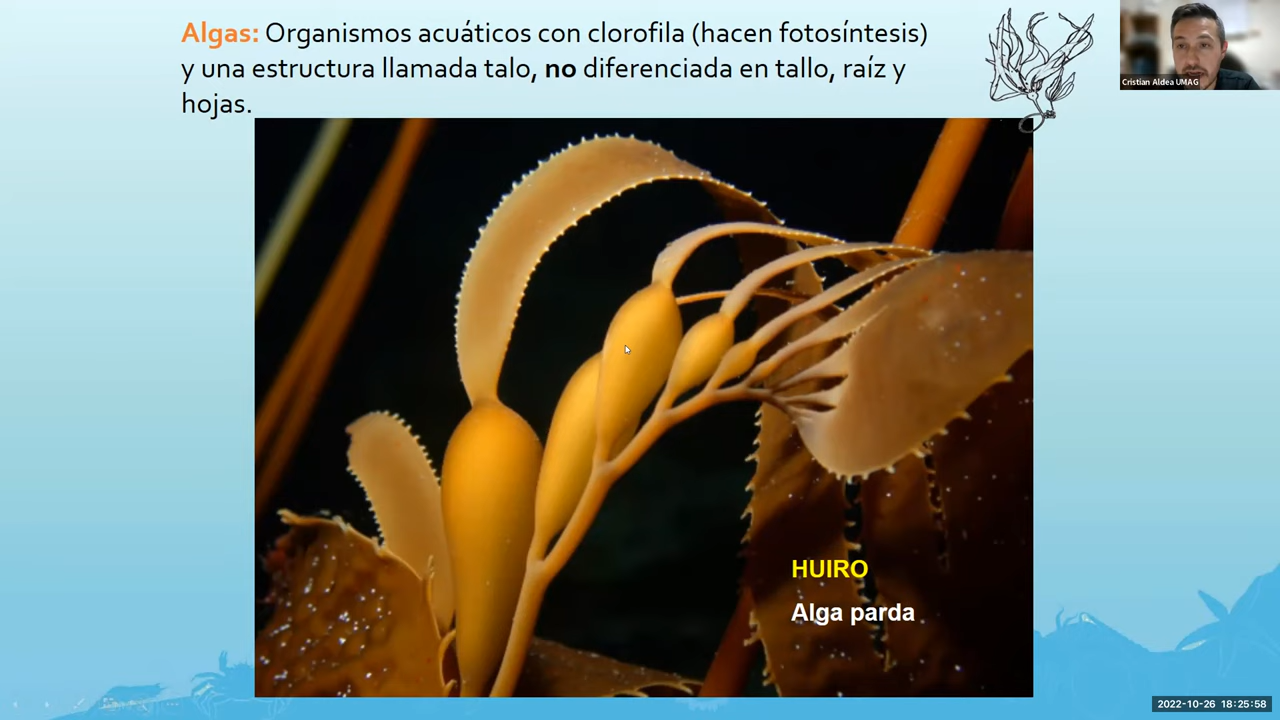 Algas: Organismos acuáticos con clorofila (hacen fotosíntesis)
y una estructura llamada talo, no diferenciada en tallo, raíz y
hojas.
Cristian Aldea UMAG
HUIRO
Alga parda
2022-10-26 18:25:58